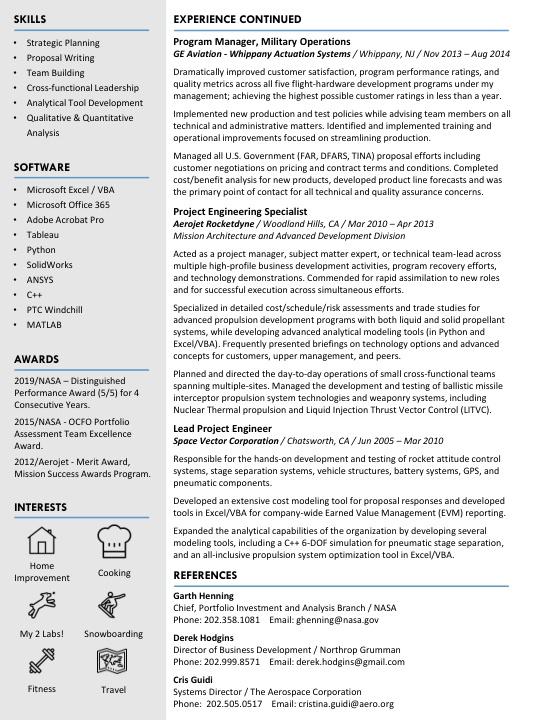 SKILLS
• Strategic Planning
• Proposal Writing
• Team Building
• Cross-functional Leadership
• Analytical Tool Development
• Qualitative & Quantitative
Analysis
SOFTWARE
• Microsoft Excel / VBA
• Microsoft Office 365
• Adobe Acrobat Pro
• Tableau
• Python
• SolidWorks
• ANSYS
• C++
• PTC Windchill
• MATLAB
AWARDS
2019/NASA – Distinguished
Performance Award (5/5) for 4
Consecutive Years.
2015/NASA - OCFO Portfolio
Assessment Team Excellence
Award.
2012/Aerojet - Merit Award,
Mission Success Awards Program.
INTERESTS
Home
Improvement
Cooking
My 2 Labs!
Snowboarding
Fitness
Travel
EXPERIENCE CONTINUED
Program Manager, Military Operations
GE Aviation - Whippany Actuation Systems / Whippany, NJ / Nov 2013 – Aug 2014
Dramatically improved customer satisfaction, program performance ratings, and
quality metrics across all five flight-hardware development programs under my
management; achieving the highest possible customer ratings in less than a year.
Implemented new production and test policies while advising team members on all
technical and administrative matters. Identified and implemented training and
operational improvements focused on streamlining production.
Managed all U.S. Government (FAR, DFARS, TINA) proposal efforts including
customer negotiations on pricing and contract terms and conditions. Completed
cost/benefit analysis for new products, developed product line forecasts and was
the primary point of contact for all technical and quality assurance concerns.
Project Engineering Specialist
Aerojet Rocketdyne / Woodland Hills, CA / Mar 2010 – Apr 2013
Mission Architecture and Advanced Development Division
Acted as a project manager, subject matter expert, or technical team-lead across
multiple high-profile business development activities, program recovery efforts,
and technology demonstrations. Commended for rapid assimilation to new roles
and for successful execution across simultaneous efforts.
Specialized in detailed cost/schedule/risk assessments and trade studies for
advanced propulsion development programs with both liquid and solid propellant
systems, while developing advanced analytical modeling tools (in Python and
Excel/VBA). Frequently presented briefings on technology options and advanced
concepts for customers, upper management, and peers.
Planned and directed the day-to-day operations of small cross-functional teams
spanning multiple-sites. Managed the development and testing of ballistic missile
interceptor propulsion system technologies and weaponry systems, including
Nuclear Thermal propulsion and Liquid Injection Thrust Vector Control (LITVC).
Lead Project Engineer
Space Vector Corporation / Chatsworth, CA / Jun 2005 – Mar 2010
Responsible for the hands-on development and testing of rocket attitude control
systems, stage separation systems, vehicle structures, battery systems, GPS, and
pneumatic components.
Developed an extensive cost modeling tool for proposal responses and developed
tools in Excel/VBA for company-wide Earned Value Management (EVM) reporting.
Expanded the analytical capabilities of the organization by developing several
modeling tools, including a C++ 6-DOF simulation for pneumatic stage separation,
and an all-inclusive propulsion system optimization tool in Excel/VBA.
REFERENCES
Garth Henning
Chief, Portfolio Investment and Analysis Branch / NASA
Phone: 202.358.1081 Email: ghenning@nasa.gov
Derek Hodgins
Director of Business Development / Northrop Grumman
Phone: 202.999.8571 Email: derek.hodgins@gmail.com
Cris Guidi
Systems Director / The Aerospace Corporation
Phone: 202.505.0517 Email: cristina.guidi@aero.org